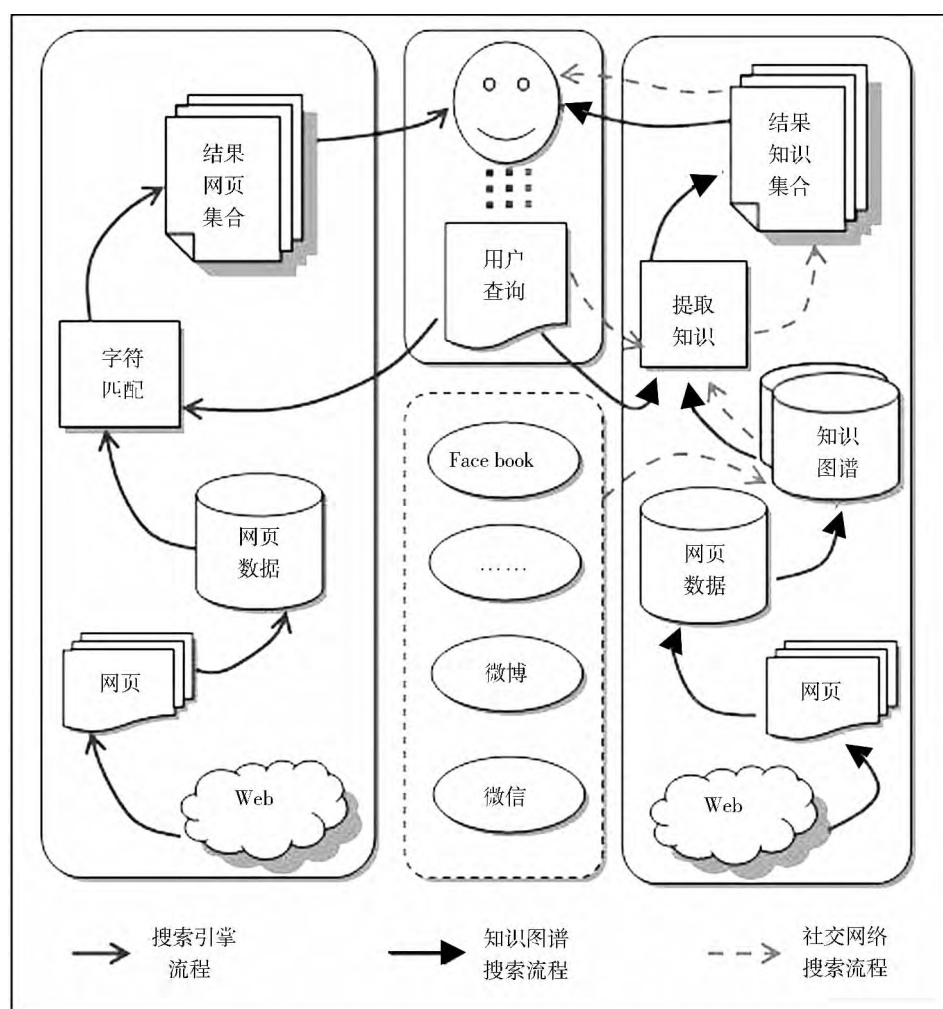 结果
网页
集合
字符
匹配
网页
数据
网页
Web
用户
查询
Face book
……
微博
微信
结果
知识
集合
提取
知识
知识
图谱
网页
数据
网页
Web
搜索引掌
流程
知识图谱
搜索流程
社交网络
搜索流程